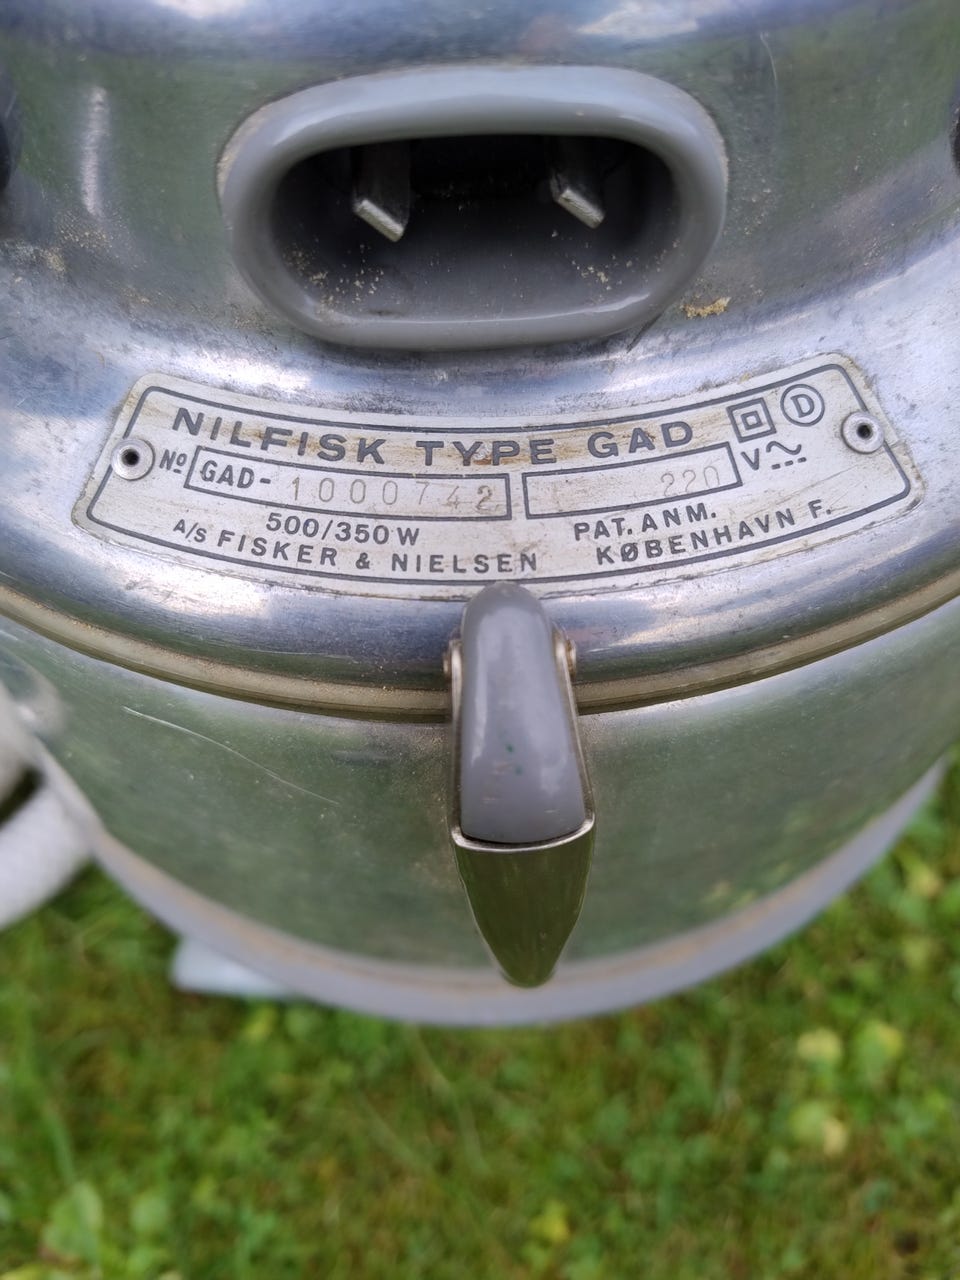 NILFISK TYPE GAD D
Nº GAD- 1000742 220 V
500/350 W PAT. ANM.
A/S FISKER & NIELSEN KØBENHAVN F.